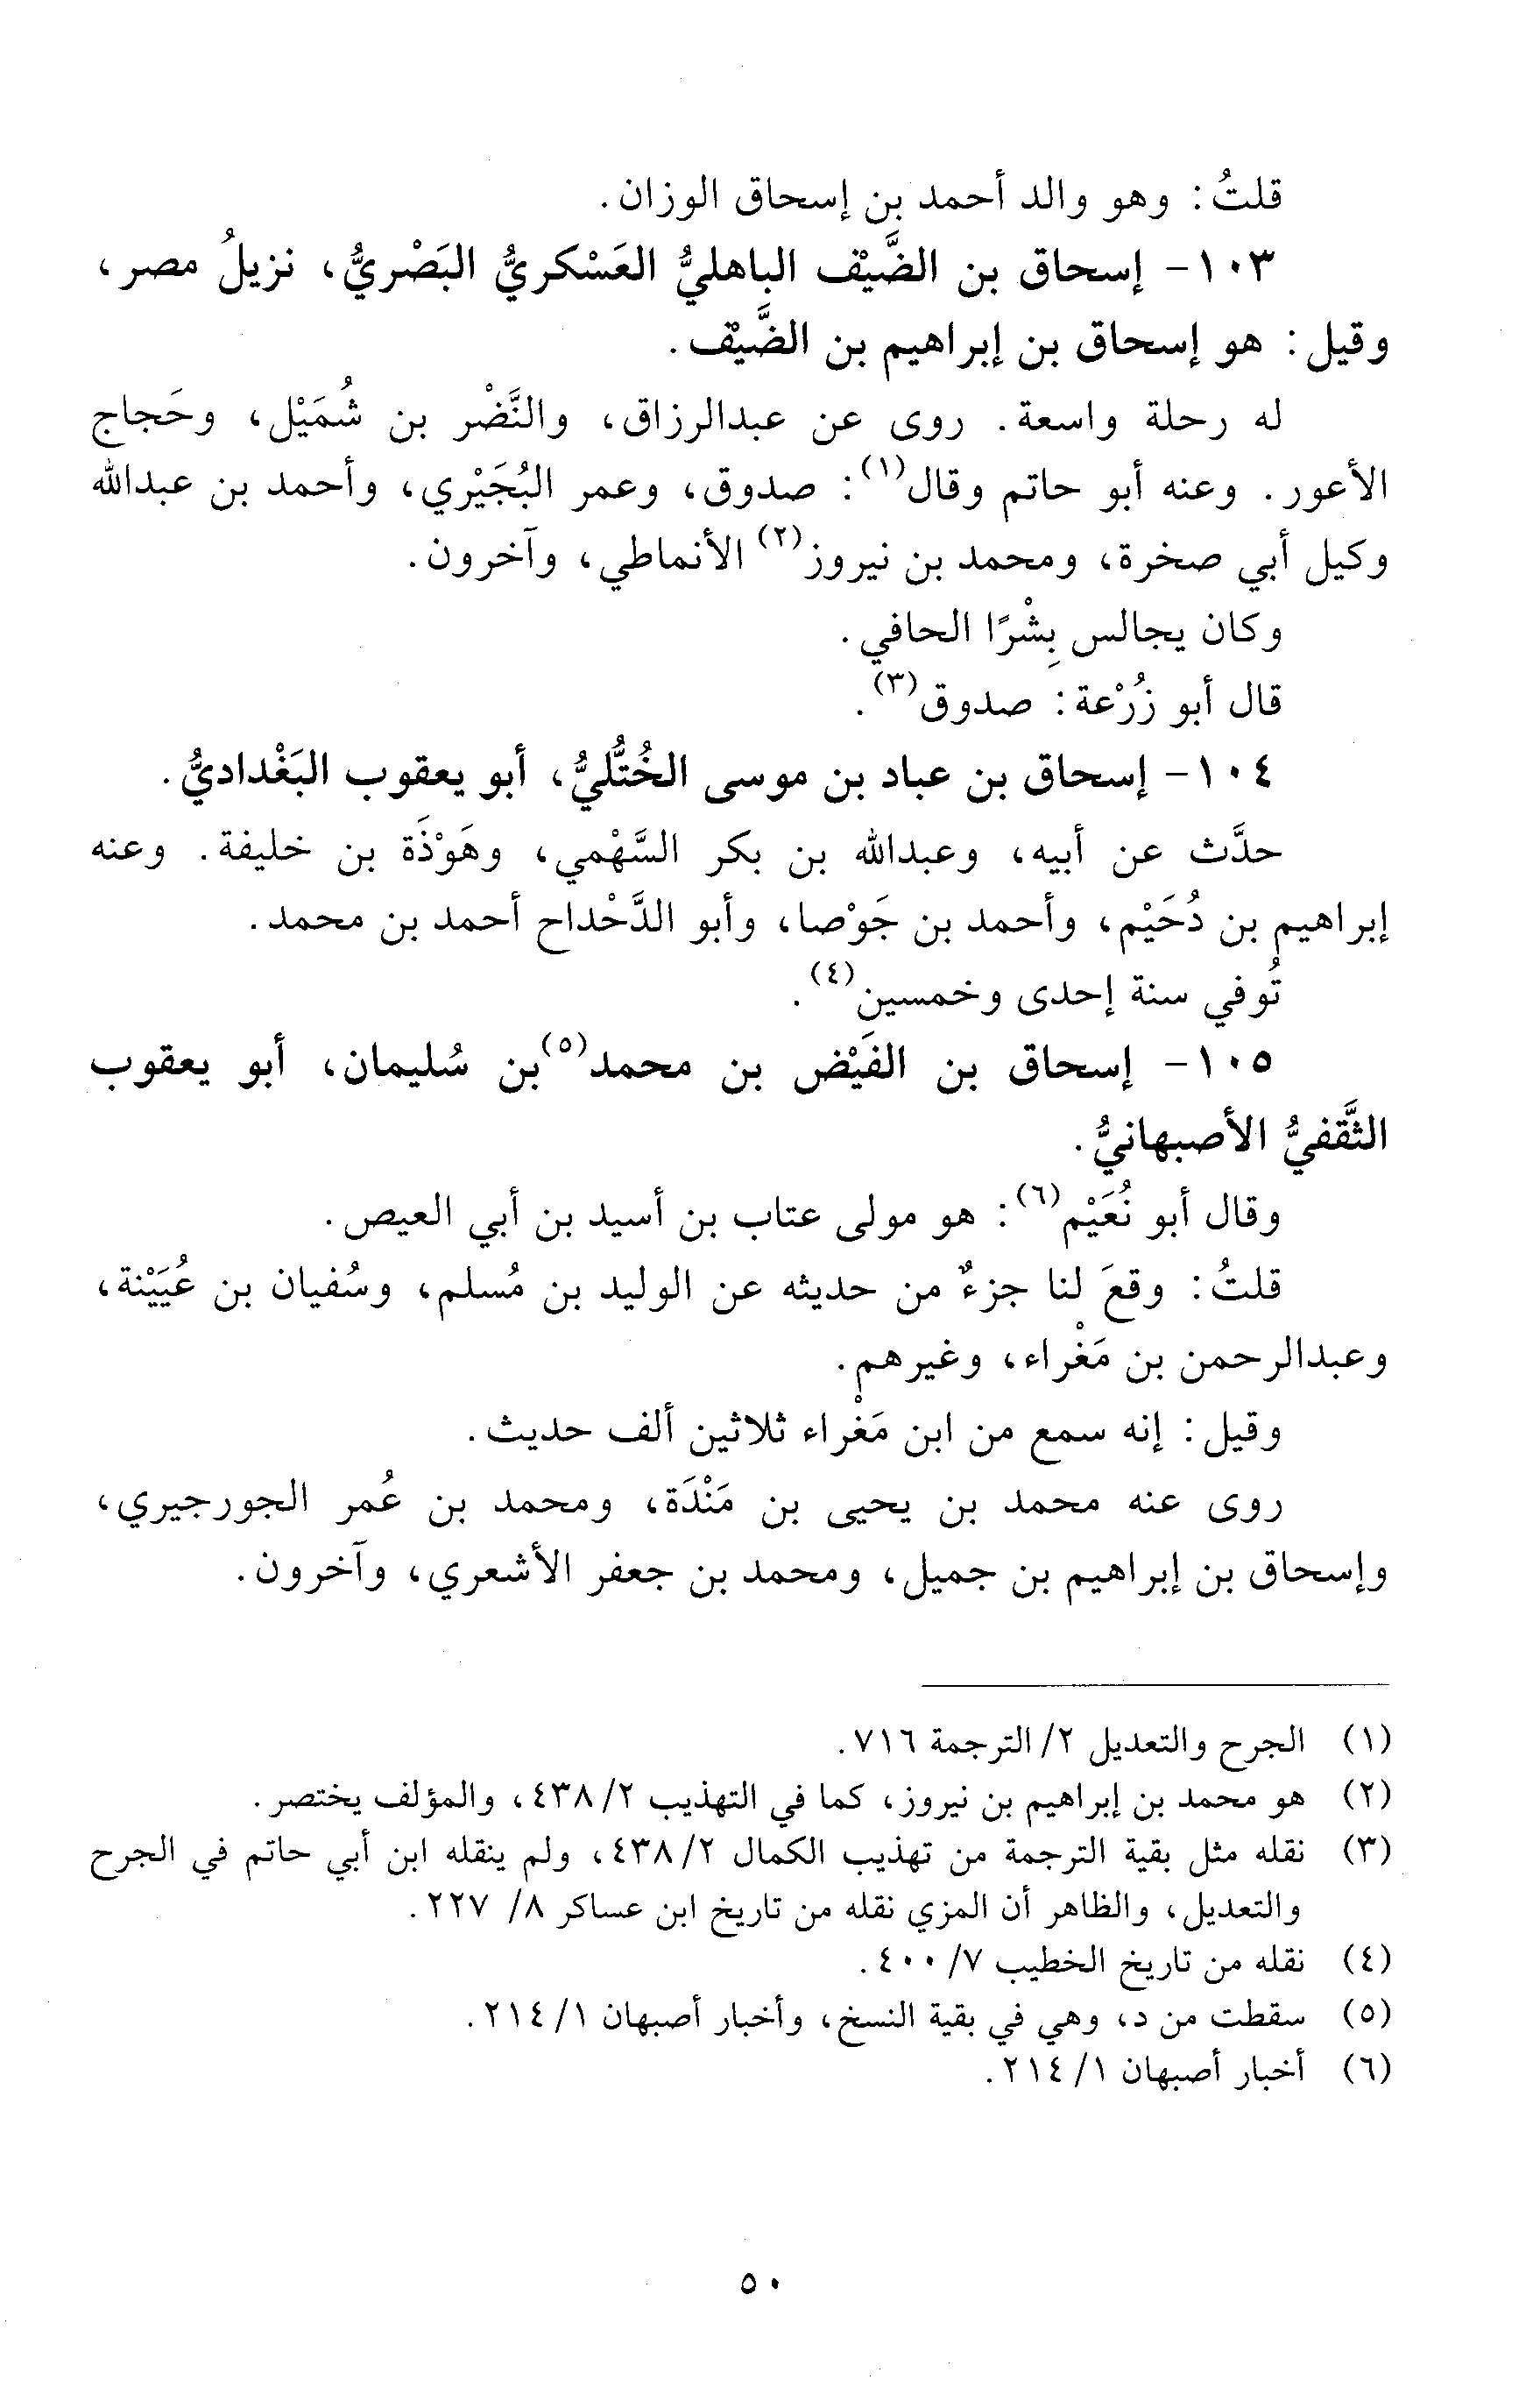 قلتُ: وهو والد أحمد بن إسحاق الوزان.
١٠٣- إسحاق بن الضَّيْف الباهليُّ العَسْكريُّ البَصْريُّ، نزيلُ مصر،
وقيل: هو إسحاق بن إبراهيم بن الضَّيْف.
له رحلة واسعة. روى عن عبدالرزاق، والنَّضْر بن شُمَيْل، وحَجاج
الأعور. وعنه أبو حاتم وقال(١): صدوق، وعمر البُجَيْري، وأحمد بن عبدالله
وكيل أبي صخرة، ومحمد بن نيروز(٢) الأنماطي، وآخرون.
وكان يجالس بِشْرًا الحافي.
قال أبو زُرْعة: صدوق(٣).
١٠٤- إسحاق بن عباد بن موسى الخُتُّليُّ، أبو يعقوب البَغْداديُّ.
حدَّث عن أبيه، وعبدالله بن بكر السَّهْمي، وهَوْذَة بن خليفة. وعنه
إبراهيم بن دُحَيْم، وأحمد بن جَوْصا، وأبو الدَّحْداح أحمد بن محمد.
تُوفي سنة إحدى وخمسين(٤).
١٠٥- إسحاق بن الفَيْض بن محمد(٥)بن سُليمان، أبو يعقوب
الثَّقَفيُّ الأصبهانيُّ.
وقال أبو نُعَيْم(٦): هو مولى عتاب بن أسيد بن أبي العيص.
قلتُ: وقعَ لنا جزءٌ من حديثه عن الوليد بن مُسلم، وسُفيان بن عُيَيْنة،
وعبدالرحمن بن مَغْراء، وغيرهم.
وقيل: إنه سمع من ابن مَغْراء ثلاثين ألف حديث.
روى عنه محمد بن يحيى بن مَنْدَة، ومحمد بن عُمر الجورجيري،
وإسحاق بن إبراهيم بن جميل، ومحمد بن جعفر الأشعري، وآخرون.
(١) الجرح والتعديل ٢/ الترجمة ٧١٦.
(٢) هو محمد بن إبراهيم بن نيروز، كما في التهذيب ٢/ ٤٣٨، والمؤلف يختصر.
(٣) نقله مثل بقية الترجمة من تهذيب الكمال ٢/ ٤٣٨، ولم ينقله ابن أبي حاتم في الجرح
والتعديل، والظاهر أن المزي نقله من تاريخ ابن عساكر ٨/ ٢٢٧.
(٤) نقله من تاريخ الخطيب ٧/ ٤٠٠.
(٥) سقطت من د، وهي في بقية النسخ، وأخبار أصبهان ١/ ٢١٤.
(٦) أخبار أصبهان ١/ ٢١٤.
٥٠